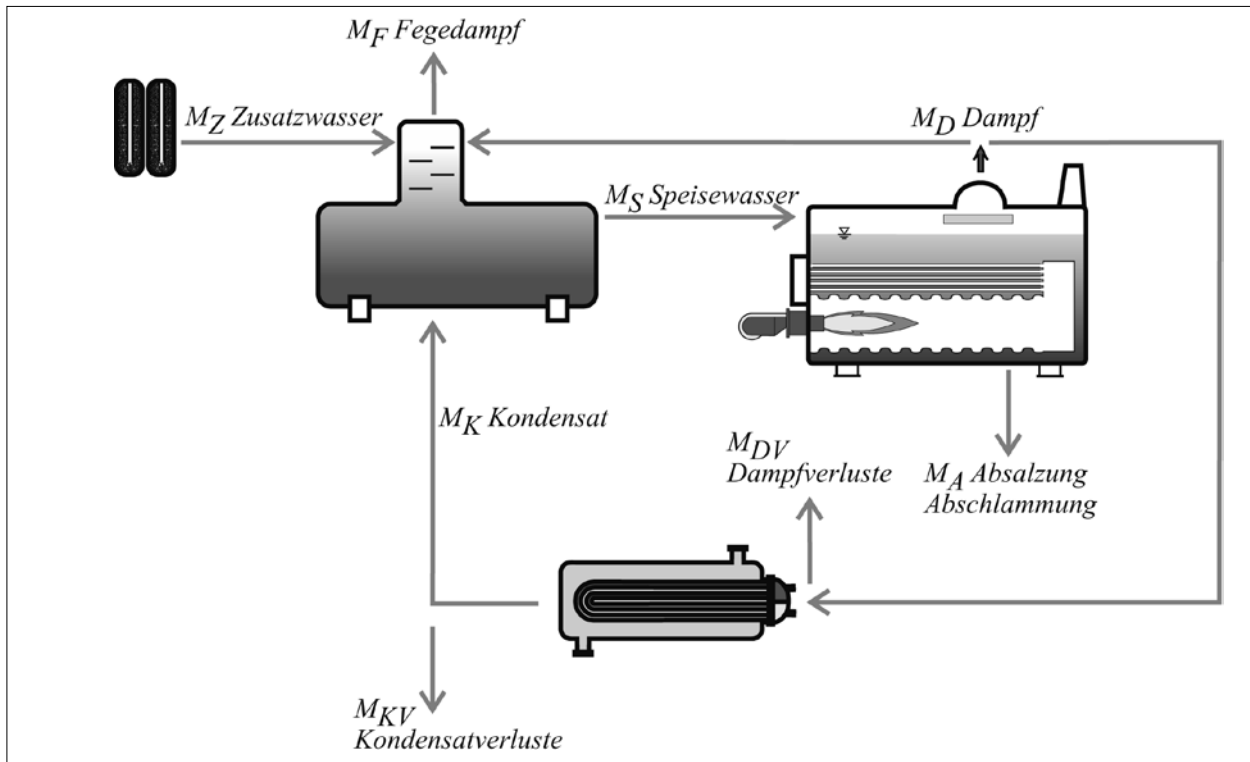 M_F Fegedampf
M_Z Zusatzwasser
M_D Dampf
M_S Speisewasser
M_K Kondensat
M_DV
Dampfverluste
M_A Absalzung
Abschlammung
M_KV
Kondensatverluste